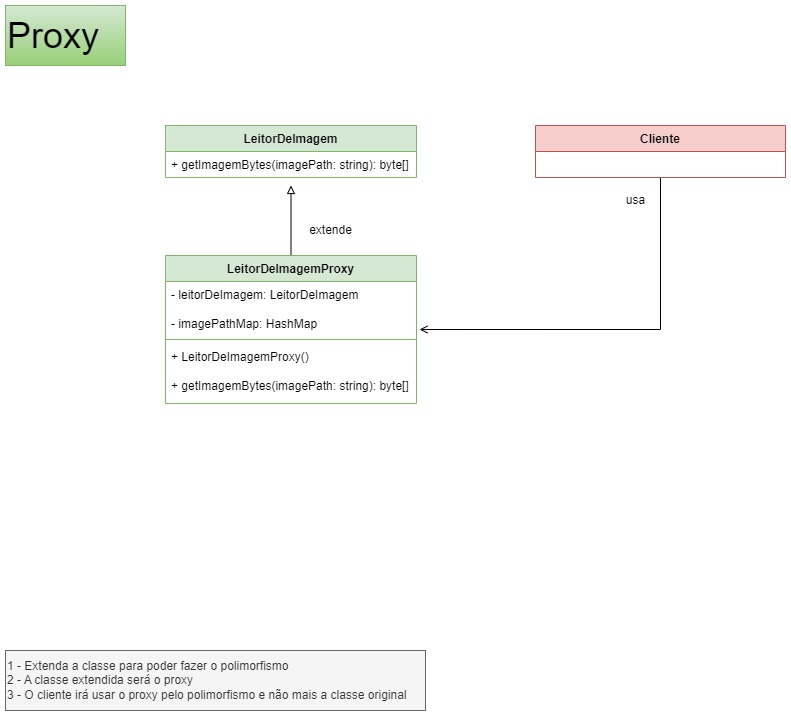 Proxy
LeitorDeImagem
+ getImagemBytes(imagePath: string): byte[]
Cliente
usa
extende
LeitorDeImagemProxy
- leitorDeImagem: LeitorDeImagem
- imagePathMap: HashMap
+ LeitorDeImagemProxy()
+ getImagemBytes(imagePath: string): byte[]
1 - Extenda a classe para poder fazer o polimorfismo
2 - A classe extendida será o proxy
3 - O cliente irá usar o proxy pelo polimorfismo e não mais a classe original